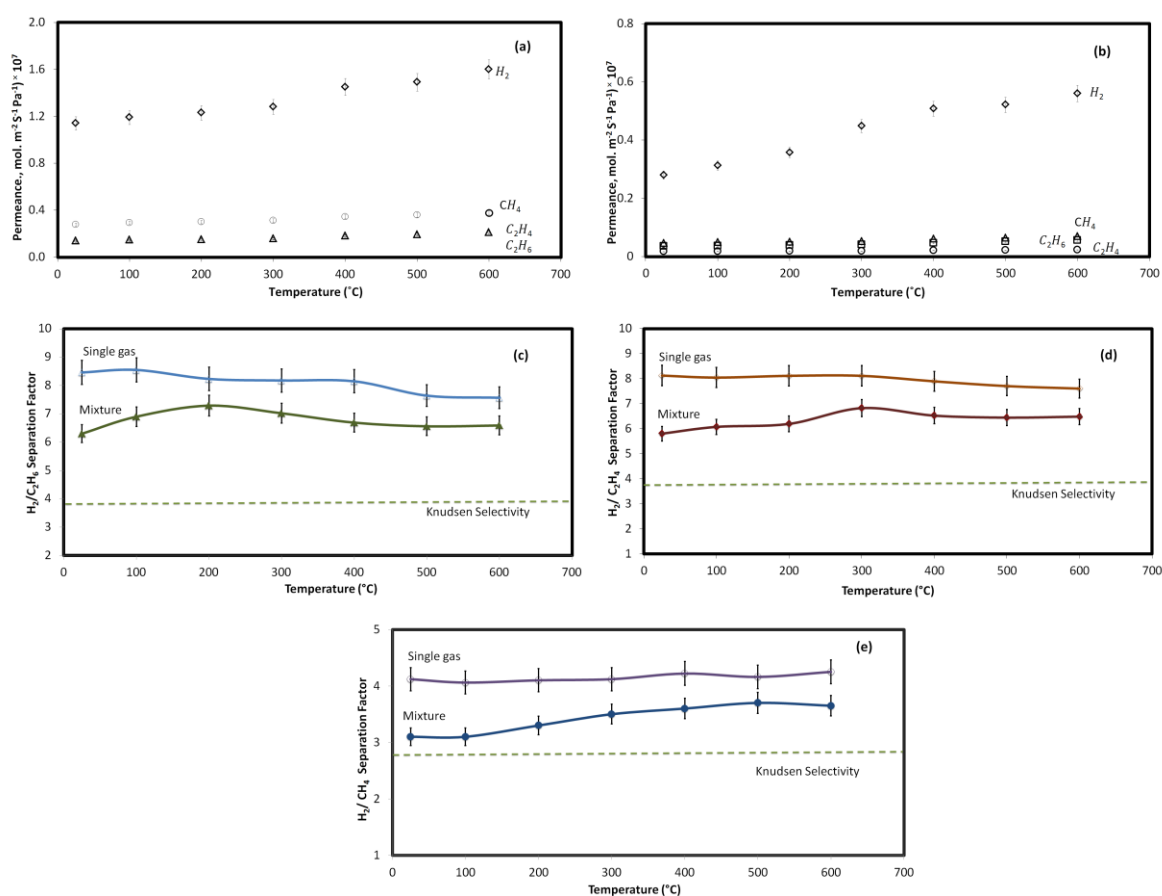 (a)
Permeance., mol. m⁻² S⁻¹ Pa⁻¹) × 10⁷
2.0
1.6
1.2
0.8
0.4
0.0
H₂
CH₄
C₂H₄
C₂H₆
0 100 200 300 400 500 600 700
Temperature (°C)
(b)
Permeance, mol. m⁻² S⁻¹ Pa⁻¹) × 10⁷
0.8
0.6
0.4
0.2
0
H₂
CH₄
C₂H₆
C₂H₄
0 100 200 300 400 500 600 700
Temperature (°C)
(c)
H₂/C₂H₆ Separation Factor
10
9
8
7
6
5
4
3
2
Single gas
Mixture
Knudsen Selectivity
0 100 200 300 400 500 600 700
Temperature (°C)
(d)
H₂/ C₂H₄ Separation Factor
10
9
8
7
6
5
4
3
2
1
Single gas
Mixture
Knudsen Selectivity
0 100 200 300 400 500 600 700
Temperature (°C)
(e)
H₂/ CH₄ Separation Factor
5
4
3
2
1
Single gas
Mixture
Knudsen Selectivity
0 100 200 300 400 500 600 700
Temperature (°C)